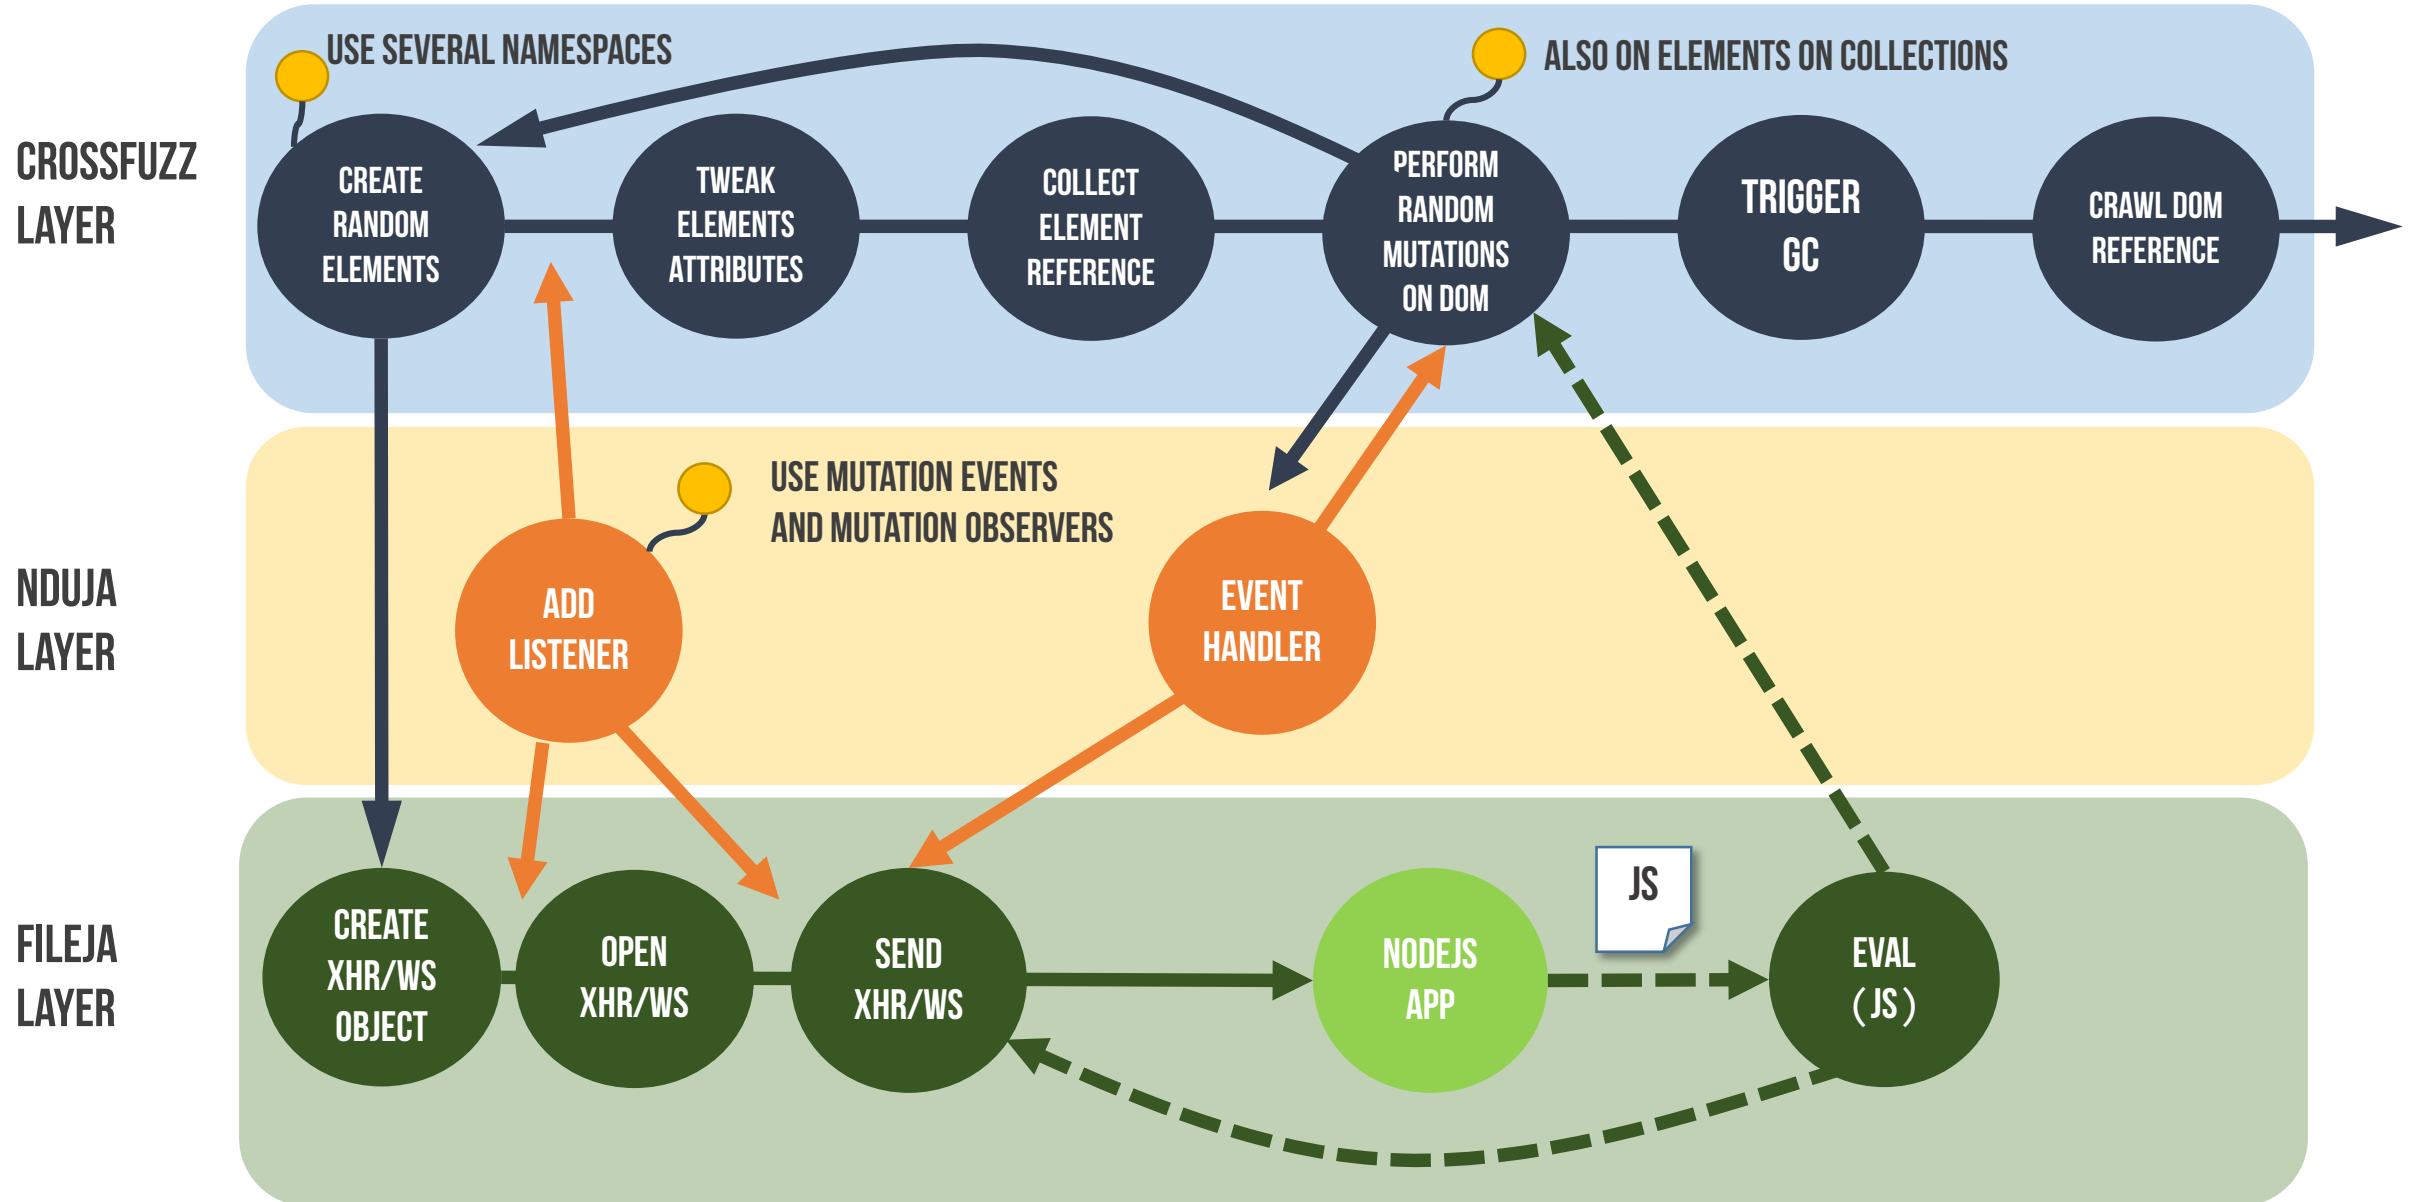 USE SEVERAL NAMESPACES
ALSO ON ELEMENTS ON COLLECTIONS
CROSSFUZZ
LAYER
CREATE
RANDOM
ELEMENTS
TWEAK
ELEMENTS
ATTRIBUTES
COLLECT
ELEMENT
REFERENCE
PERFORM
RANDOM
MUTATIONS
ON DOM
TRIGGER
GC
CRAWL DOM
REFERENCE
NDUJA
LAYER
USE MUTATION EVENTS
AND MUTATION OBSERVERS
ADD
LISTENER
EVENT
HANDLER
FILEJA
LAYER
CREATE
XHR/WS
OBJECT
OPEN
XHR/WS
SEND
XHR/WS
NODEJS
APP
JS
EVAL
(JS)